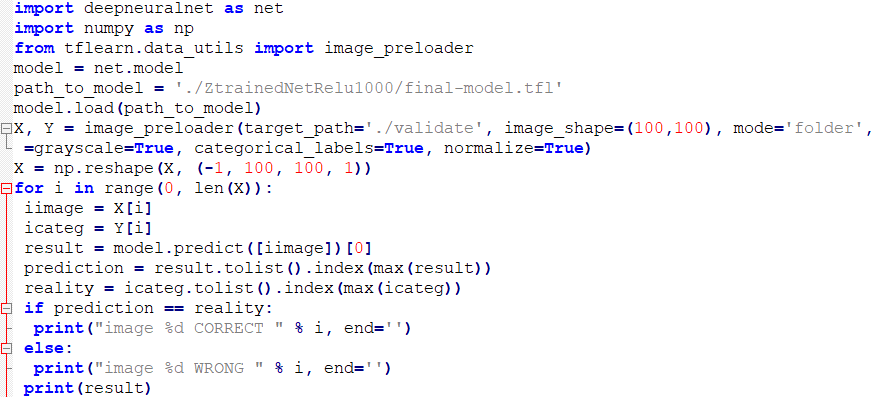 import deepneuralnet as net
import numpy as np
from tflearn.data_utils import image_preloader
model = net.model
path_to_model = './ZtrainedNetRelu1000/final-model.tfl'
model.load(path_to_model)
X, Y = image_preloader(target_path='./validate', image_shape=(100,100), mode='folder',
=grayscale=True, categorical_labels=True, normalize=True)
X = np.reshape(X, (-1, 100, 100, 1))
for i in range(0, len(X)):
iimage = X[i]
icateg = Y[i]
result = model.predict([iimage])[0]
prediction = result.tolist().index(max(result))
reality = icateg.tolist().index(max(icateg))
if prediction == reality:
print("image %d CORRECT " % i, end='')
else:
print("image %d WRONG " % i, end='')
print(result)